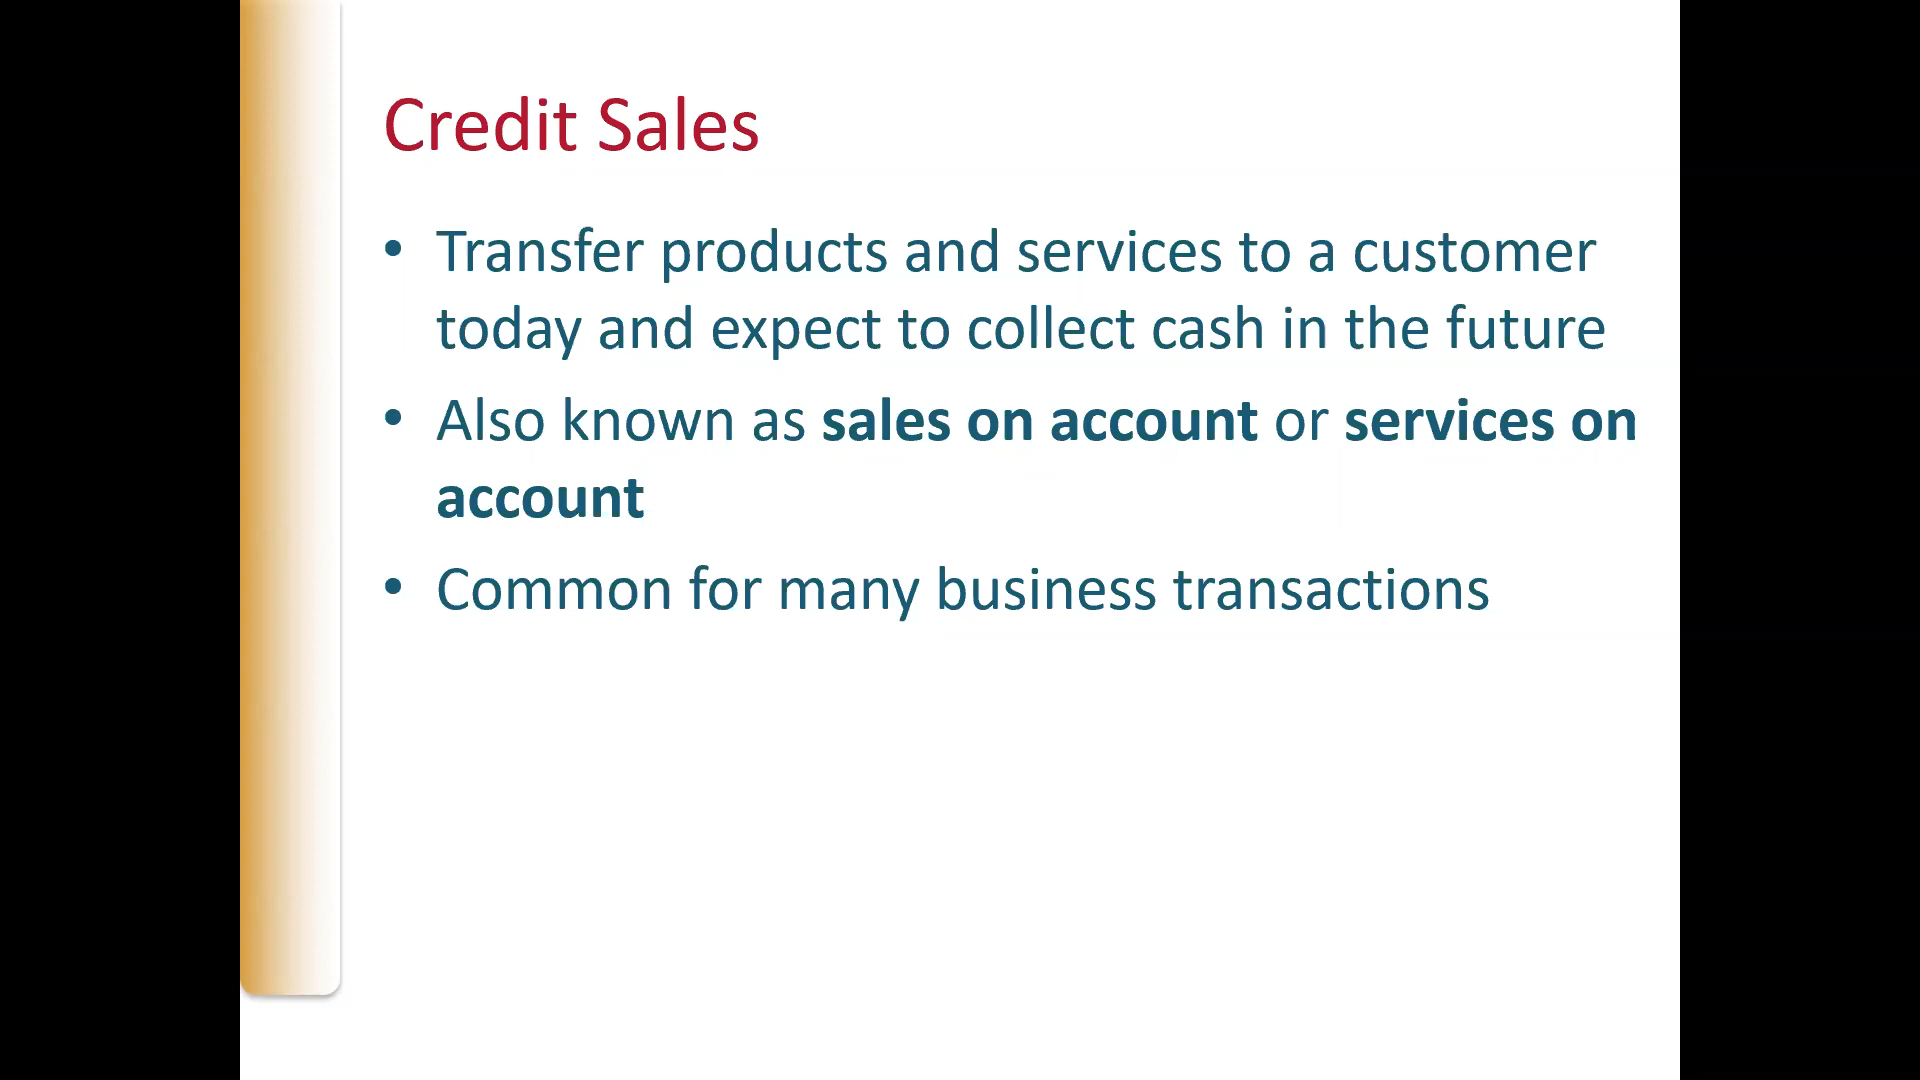 Credit Sales
• Transfer products and services to a customer
today and expect to collect cash in the future
• Also known as sales on account or services on
account
• Common for many business transactions